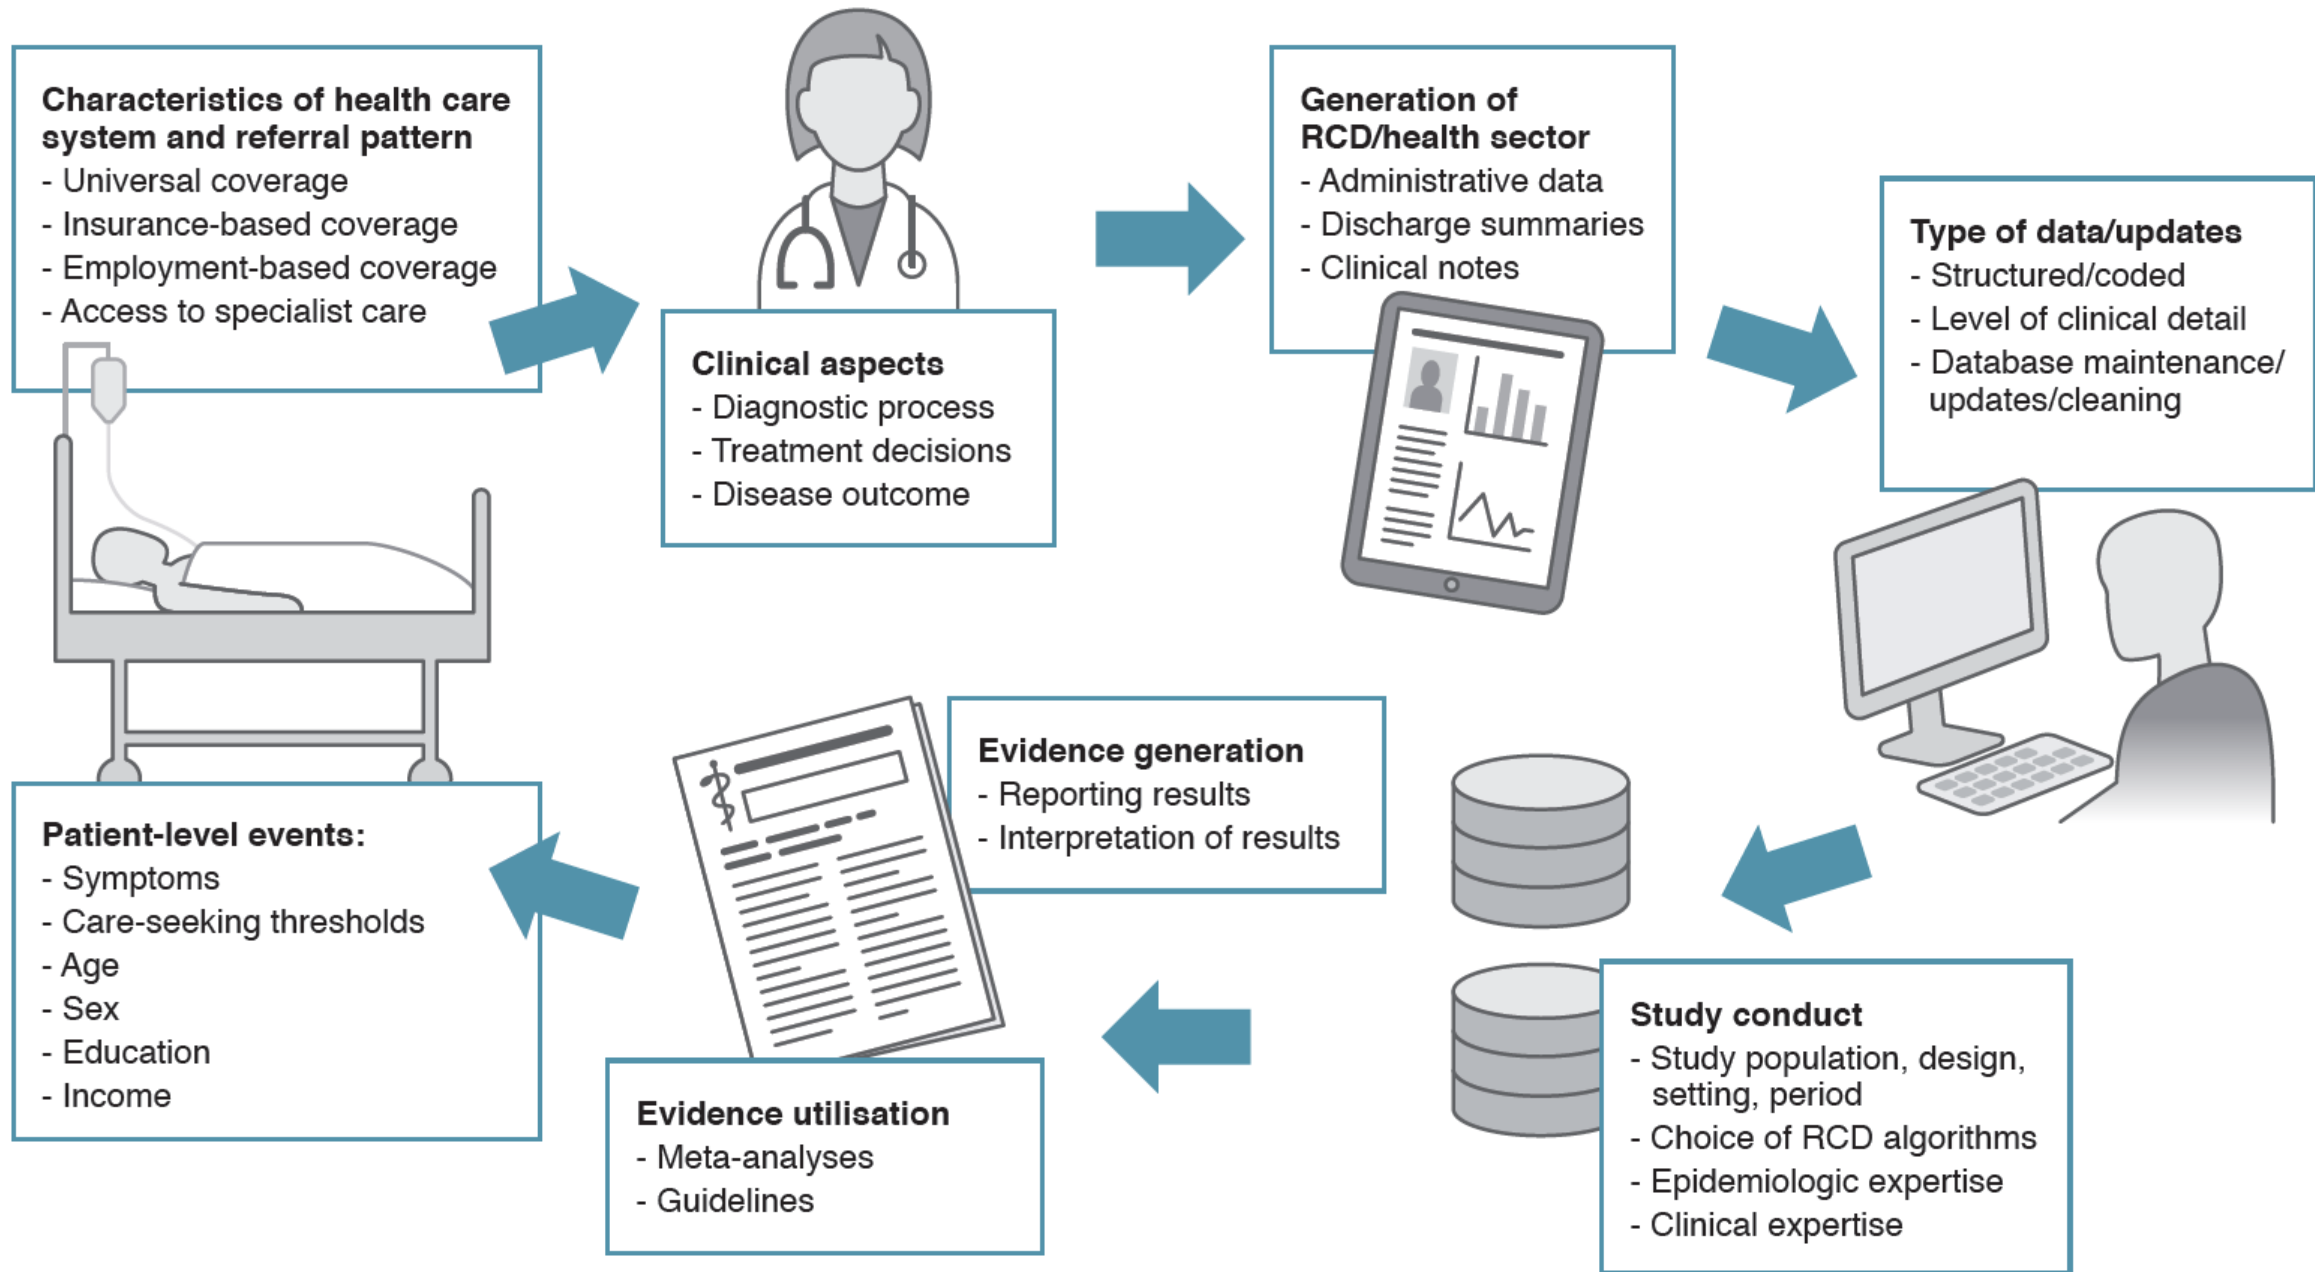 Characteristics of health care
system and referral pattern
- Universal coverage
- Insurance-based coverage
- Employment-based coverage
- Access to specialist care
Clinical aspects
- Diagnostic process
- Treatment decisions
- Disease outcome
Generation of
RCD/health sector
- Administrative data
- Discharge summaries
- Clinical notes
Type of data/updates
- Structured/coded
- Level of clinical detail
- Database maintenance/
updates/cleaning
Study conduct
- Study population, design,
setting, period
- Choice of RCD algorithms
- Epidemiologic expertise
- Clinical expertise
Evidence generation
- Reporting results
- Interpretation of results
Evidence utilisation
- Meta-analyses
- Guidelines
Patient-level events:
- Symptoms
- Care-seeking thresholds
- Age
- Sex
- Education
- Income